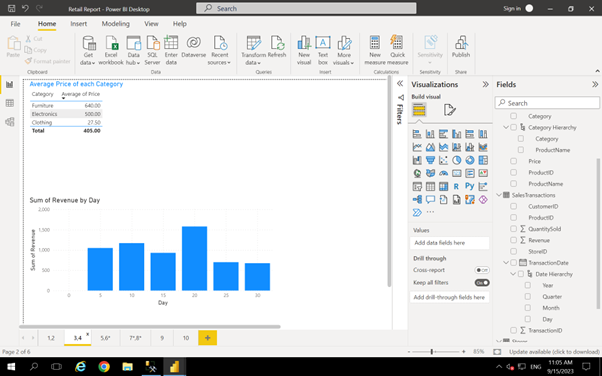 Retail Report - Power BI Desktop
Search
Sign in
File Home Insert Modeling View Help
Paste
Cut
Copy
Format painter
Clipboard
Get data
Excel workbook
Data hub
SQL Server
Enter data
Dataverse
Recent sources
Data
Transform data
Refresh
Queries
New visual
Text box
More visuals
Insert
New measure
Quick measure
Calculations
Sensitivity
Sensitivity
Publish
Share
Average Price of each Category
Category Average of Price
Furniture 640.00
Electronics 500.00
Clothing 27.50
Total 405.00
Sum of Revenue by Day
Sum of Revenue
2,000
1,500
1,000
500
0
0 5 10 15 20 25 30
Day
Filters
Visualizations
Build visual
R Py
Values
Add data fields here
Drill through
Cross-report
Off
Keep all filters
On
Add drill-through fields here
Fields
Search
Category
Category Hierarchy
Category
ProductName
Price
ProductID
ProductName
SalesTransactions
CustomerID
ProductID
QuantitySold
Revenue
StoreID
TransactionDate
Date Hierarchy
Year
Quarter
Month
Day
TransactionID
1,2 3,4 5,6* 7*,8* 9 10
Page 2 of 6
85%
Update available (click to download)
ENG
11:05 AM
9/15/2023